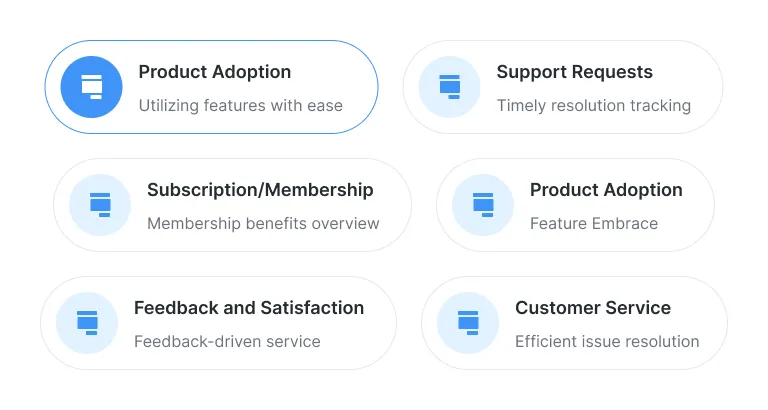 Product Adoption
Utilizing features with ease
Support Requests
Timely resolution tracking
Subscription/Membership
Membership benefits overview
Product Adoption
Feature Embrace
Feedback and Satisfaction
Feedback-driven service
Customer Service
Efficient issue resolution